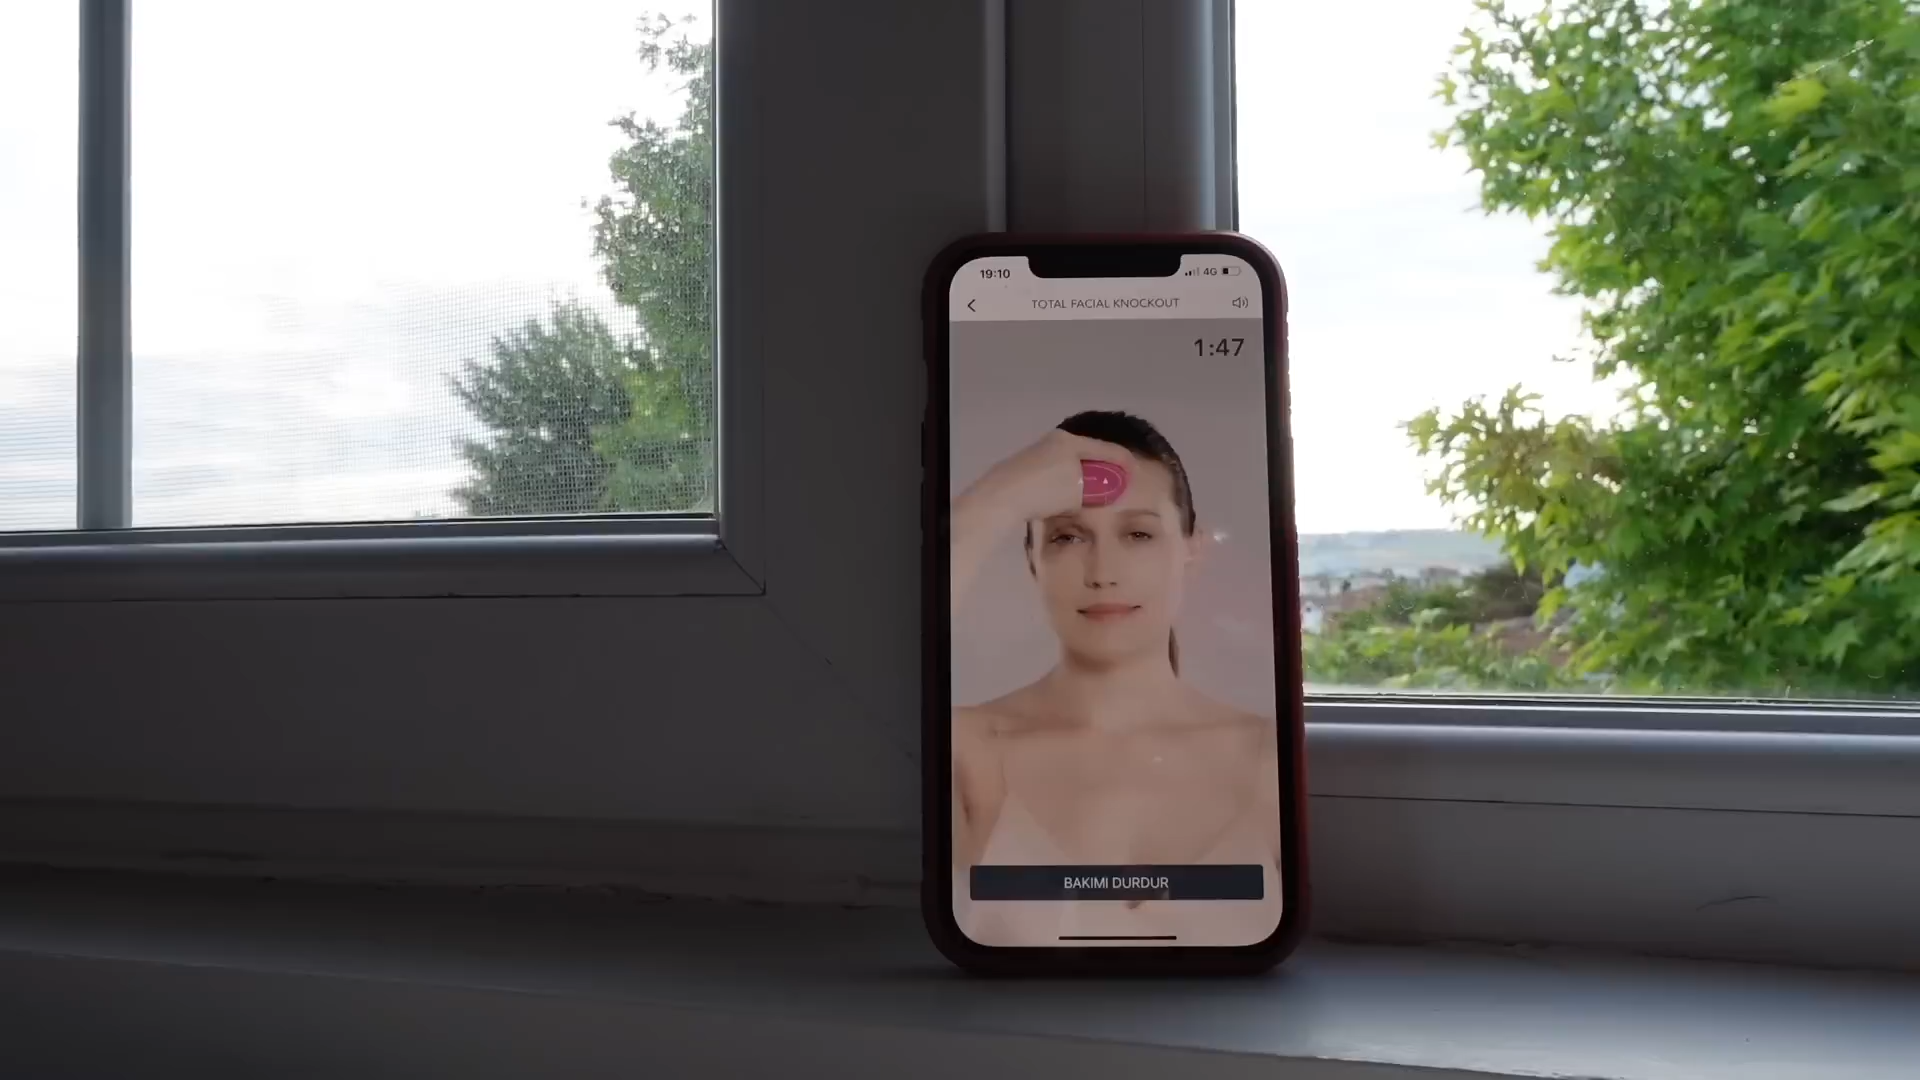 19:10
4G
TOTAL FACIAL KNOCKOUT
1:47
BAKIMI DURDUR